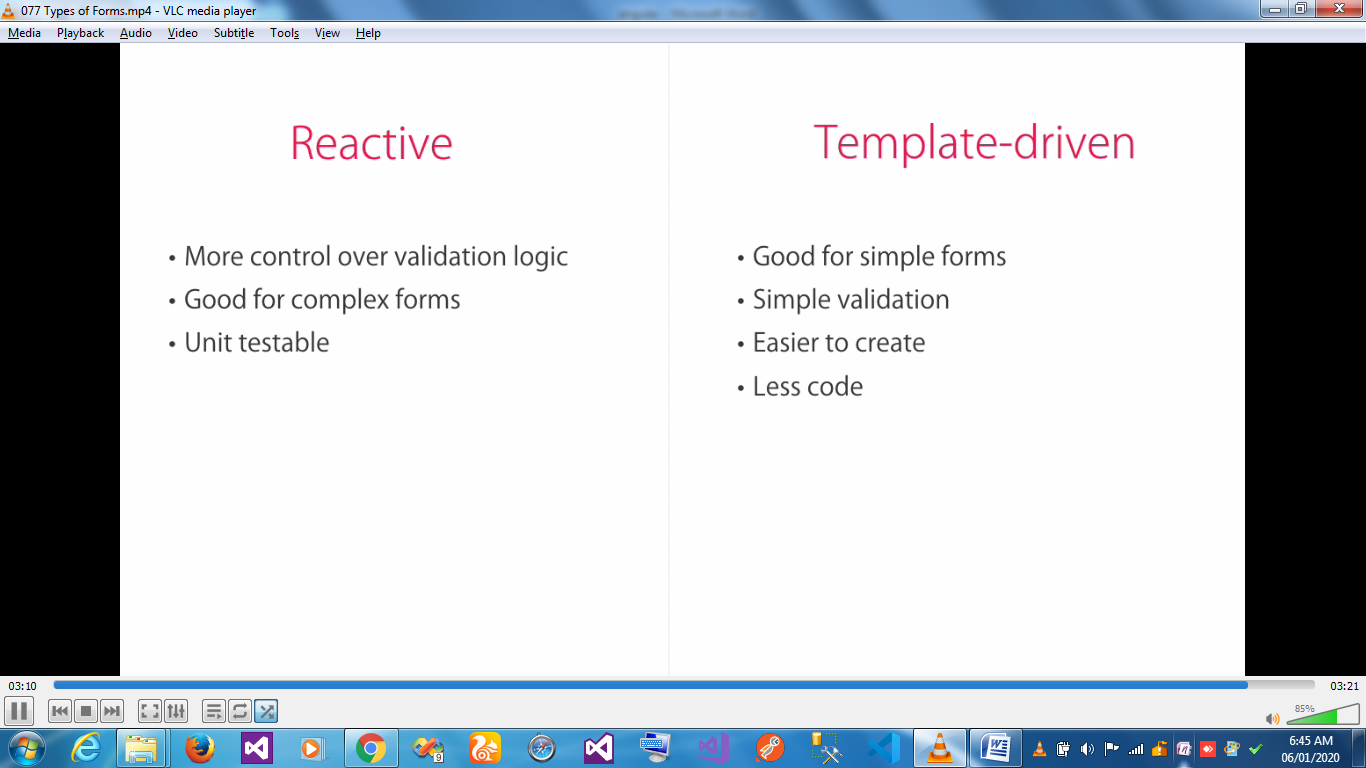 077 Types of Forms.mp4 - VLC media player
Media Playback Audio Video Subtitle Tools View Help
Reactive
• More control over validation logic
• Good for complex forms
• Unit testable
Template-driven
• Good for simple forms
• Simple validation
• Easier to create
• Less code
03:10
03:21
85%
6:45 AM
06/01/2020